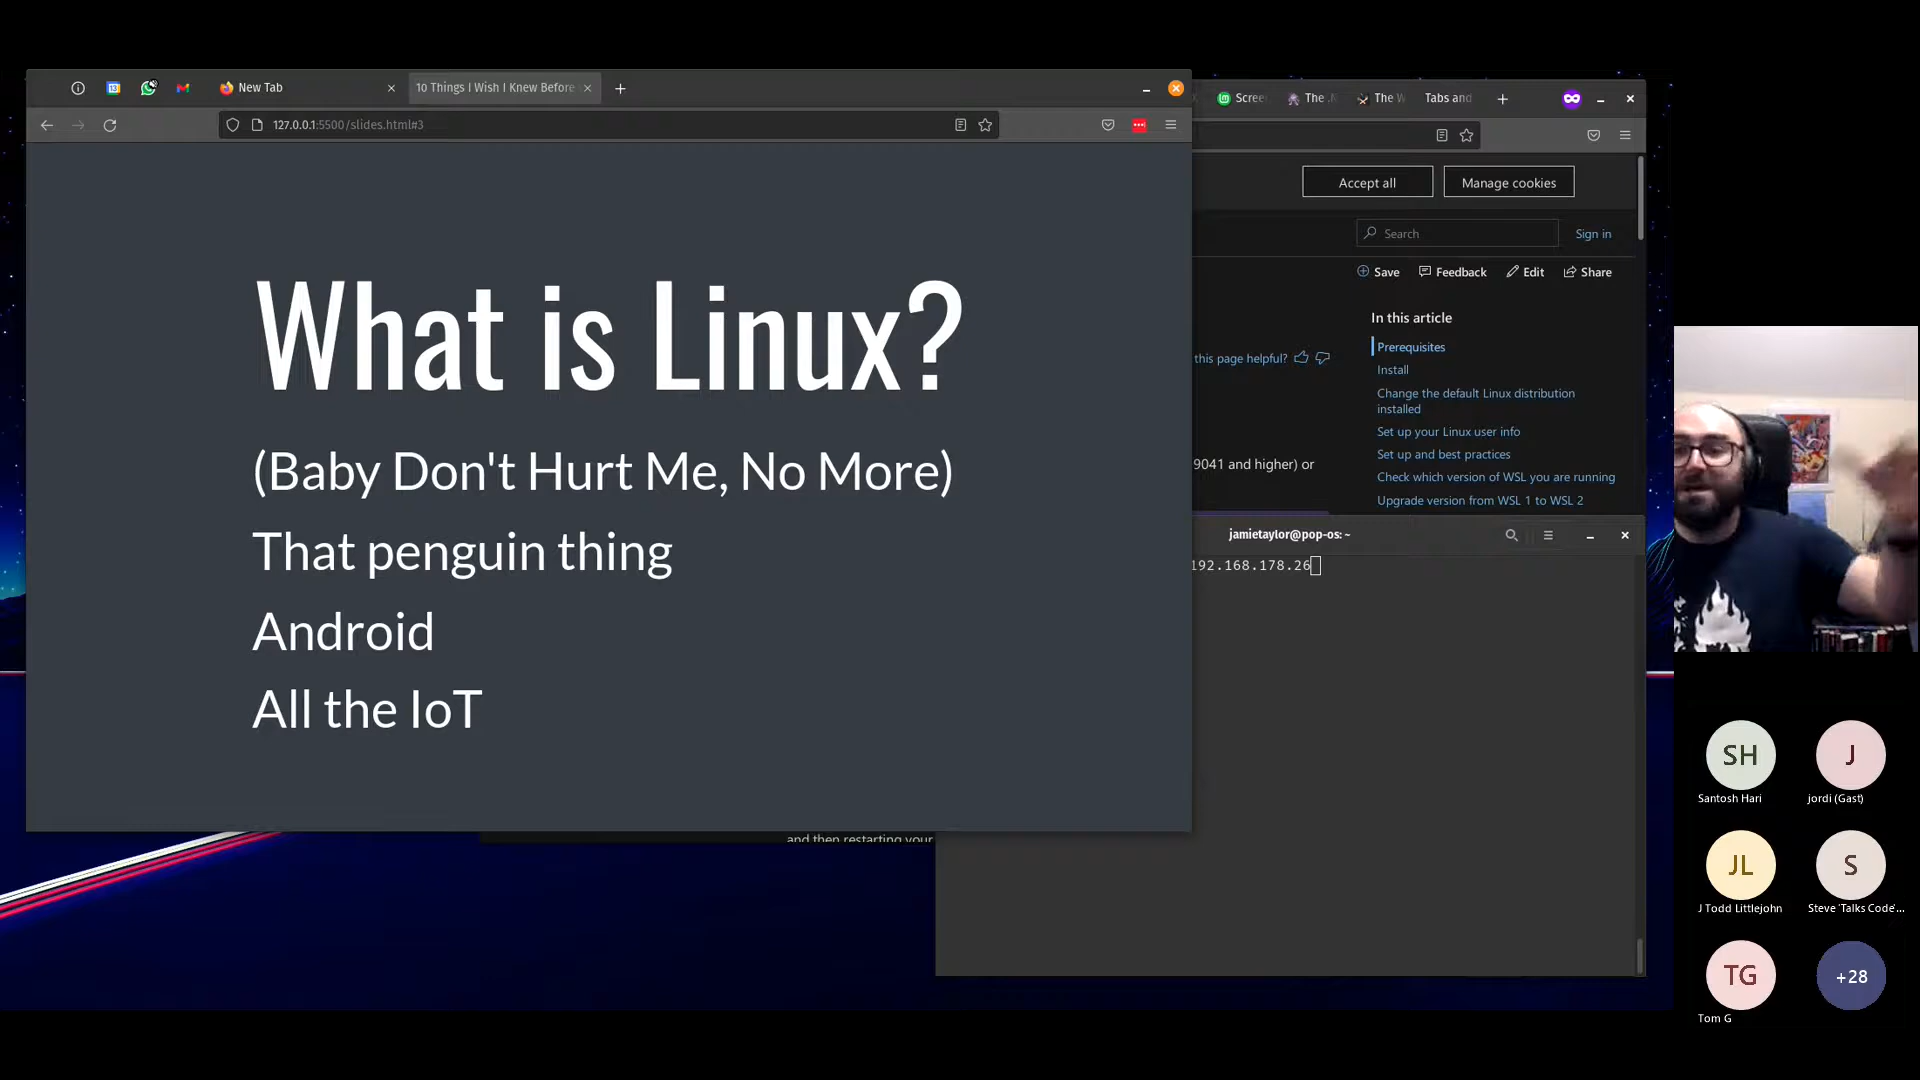 New Tab
10 Things I Wish I Knew Before
127.0.0.1:5500/slides.html#3
What is Linux?
(Baby Don't Hurt Me, No More)
That penguin thing
Android
All the IoT
Scree
The .
The W
Tabs and
Accept all
Manage cookies
Search
Sign in
Save
Feedback
Edit
Share
this page helpful?
In this article
Prerequisites
Install
Change the default Linux distribution
installed
Set up your Linux user info
Set up and best practices
Check which version of WSL you are running
Upgrade version from WSL 1 to WSL 2
9041 and higher) or
jamietaylor@pop-os: ~
192.168.178.26
and then restarting your
SH
Santosh Hari
J
jordi (Gast)
JL
J Todd Littlejohn
S
Steve 'Talks Code'...
TG
Tom G
+28